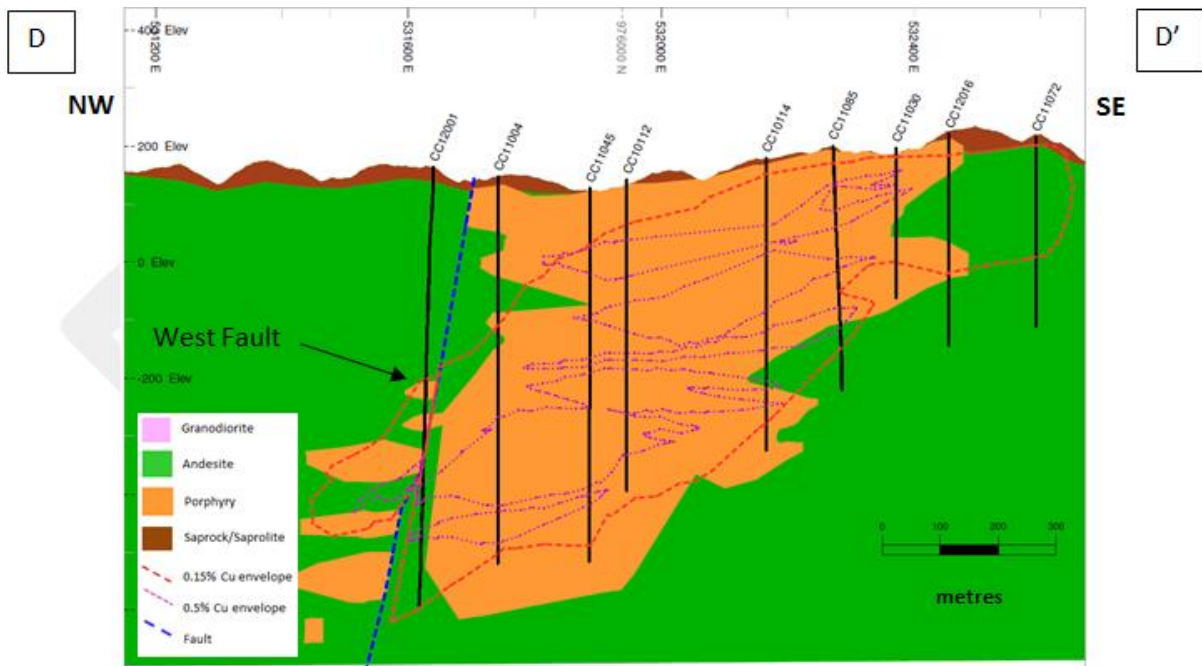 D
D’
NW
SE
400 Elev
200 Elev
0 Elev
-200 Elev
531200 E
531600 E
976000 N
532000 E
532400 E
CC12001
CC11004
CC11045
CC10112
CC10114
CC11085
CC11030
CC12016
CC11072
West Fault
Granodiorite
Andesite
Porphyry
Saprock/Saprolite
0.15% Cu envelope
0.5% Cu envelope
Fault
0 100 200 300
metres